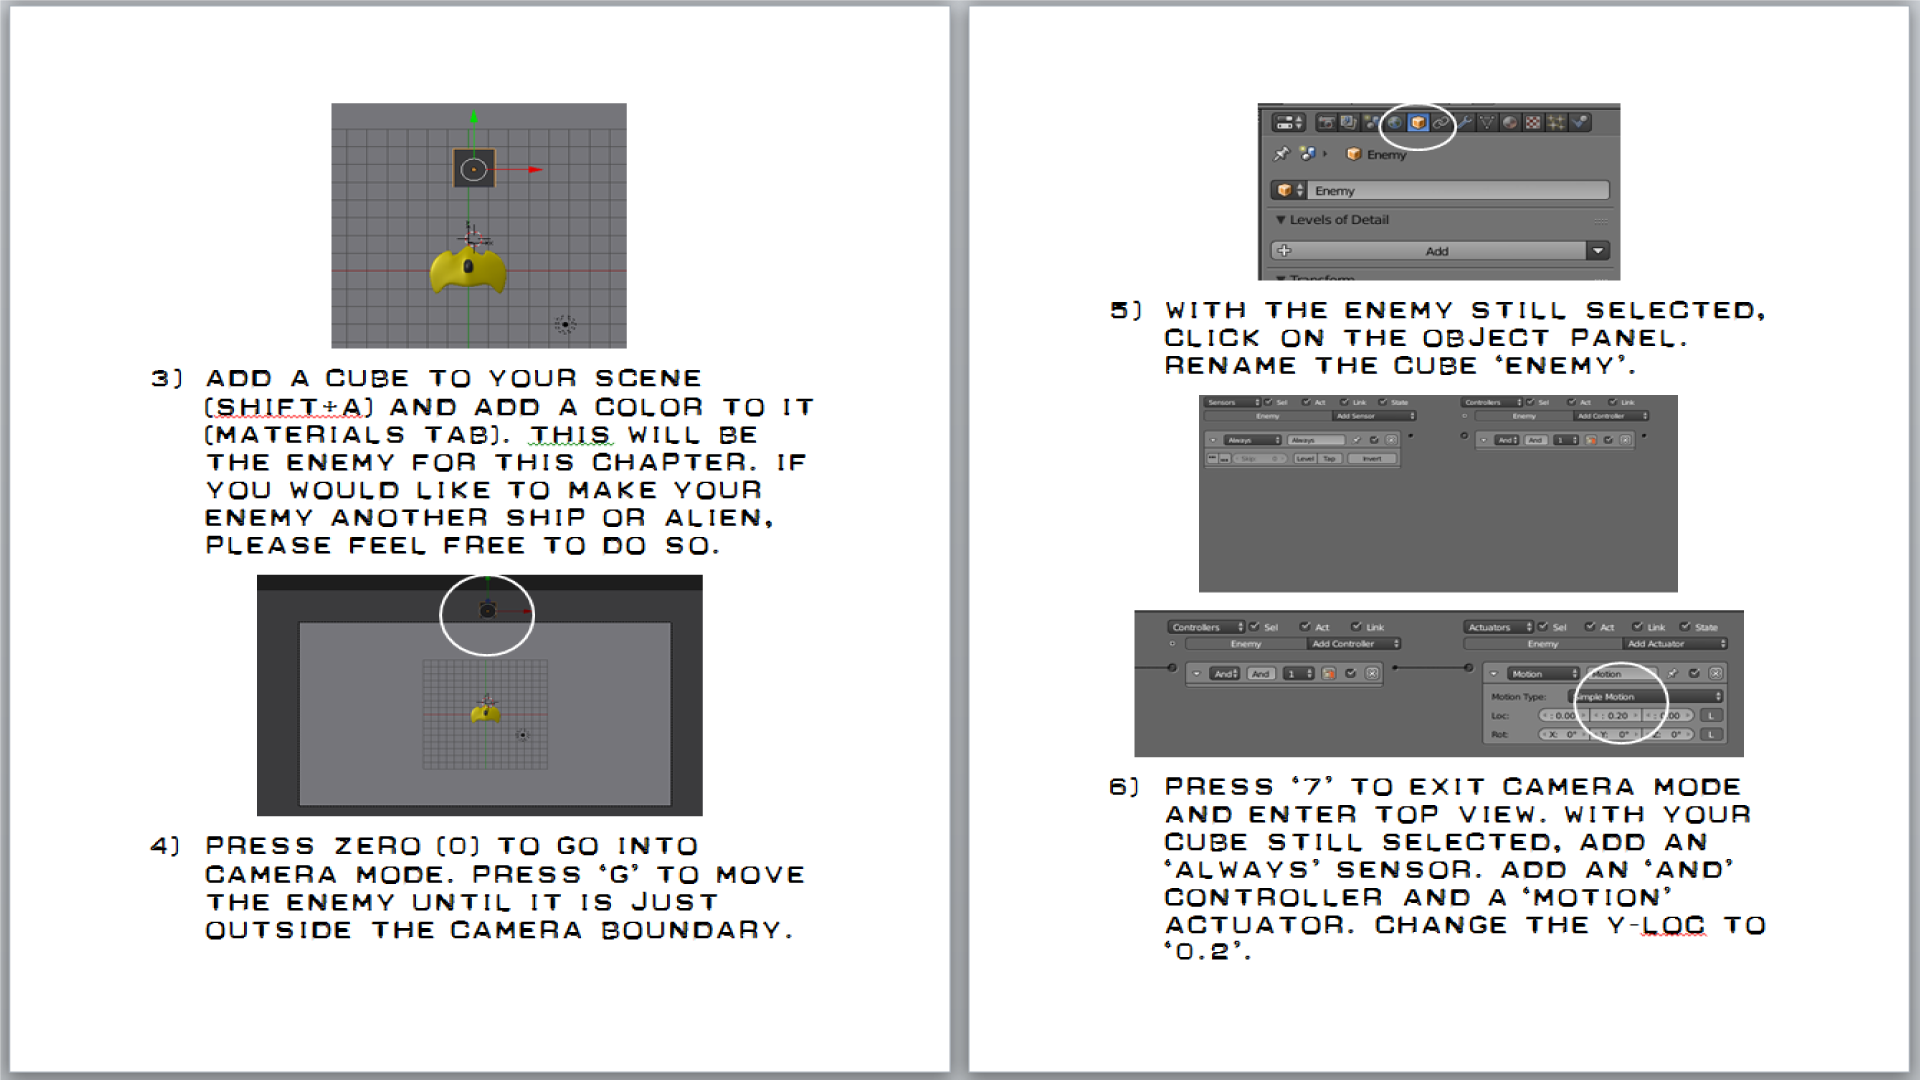 3) ADD A CUBE TO YOUR SCENE
(SHIFT+A) AND ADD A COLOR TO IT
(MATERIALS TAB). THIS WILL BE
THE ENEMY FOR THIS CHAPTER. IF
YOU WOULD LIKE TO MAKE YOUR
ENEMY ANOTHER SHIP OR ALIEN,
PLEASE FEEL FREE TO DO SO.
4) PRESS ZERO (0) TO GO INTO
CAMERA MODE. PRESS 'G' TO MOVE
THE ENEMY UNTIL IT IS JUST
OUTSIDE THE CAMERA BOUNDARY.
Enemy
Enemy
Levels of Detail
Add
Transform
5) WITH THE ENEMY STILL SELECTED,
CLICK ON THE OBJECT PANEL.
RENAME THE CUBE 'ENEMY'.
Sensors Sel Act Link State Controllers Sel Act Link
Enemy Add Sensor Enemy Add Controller
Always Always And And 1
Skip 0 Level Tap Invert
Controllers Sel Act Link Actuators Sel Act Link State
Enemy Add Controller Enemy Add Actuator
And And 1 Motion Motion
Motion Type: Simple Motion
Loc: : 0.00 : 0.20 : 0.00 L
Rot: X: 0° Y: 0° Z: 0° L
6) PRESS '7' TO EXIT CAMERA MODE
AND ENTER TOP VIEW. WITH YOUR
CUBE STILL SELECTED, ADD AN
'ALWAYS' SENSOR. ADD AN 'AND'
CONTROLLER AND A 'MOTION'
ACTUATOR. CHANGE THE Y-LOC TO
'0.2'.